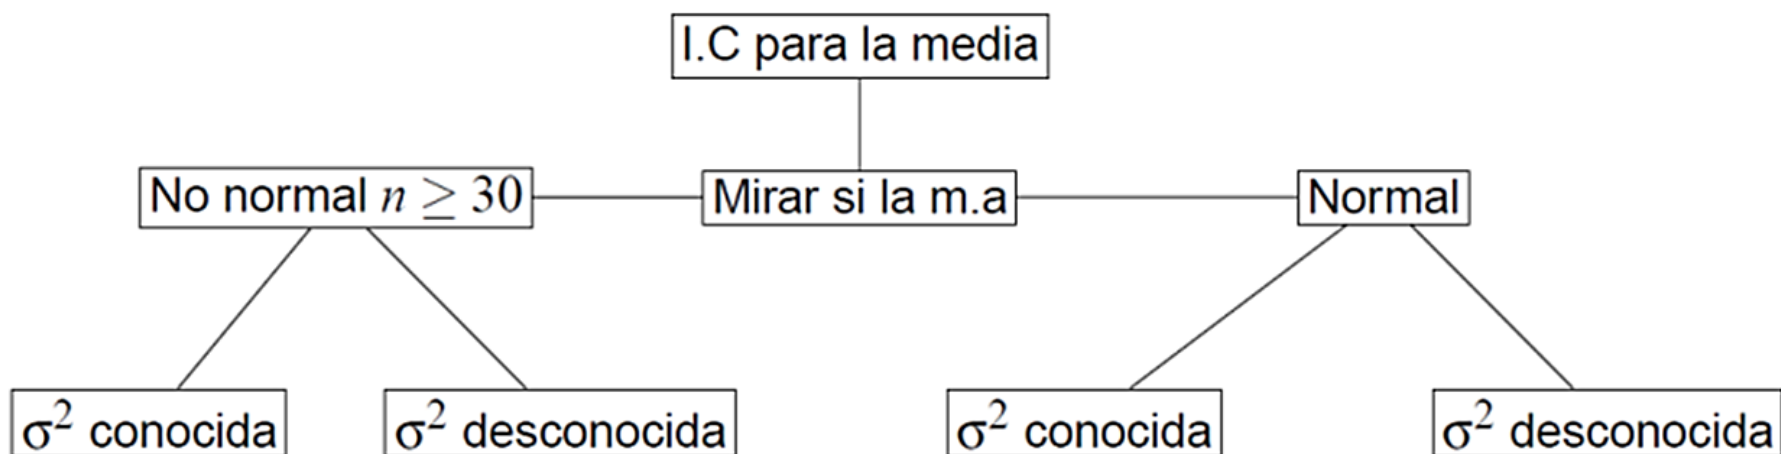 I.C para la media
No normal n ≥ 30
Mirar si la m.a
Normal
σ² conocida
σ² desconocida
σ² conocida
σ² desconocida